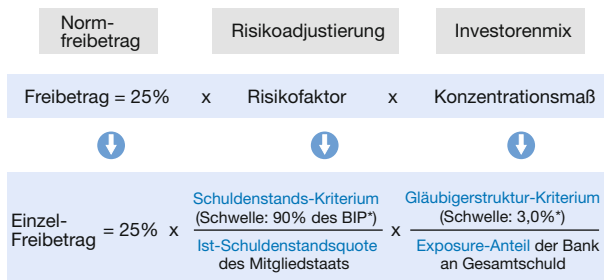 Norm-
freibetrag
Risikoadjustierung
Investorenmix
Freibetrag = 25% x Risikofaktor x Konzentrationsmaß
Einzel-
Freibetrag = 25% x
Schuldenstands-Kriterium
(Schwelle: 90% des BIP*)
Ist-Schuldenstandsquote
des Mitgliedstaats
x
Gläubigerstruktur-Kriterium
(Schwelle: 3,0%*)
Exposure-Anteil der Bank
an Gesamtschuld